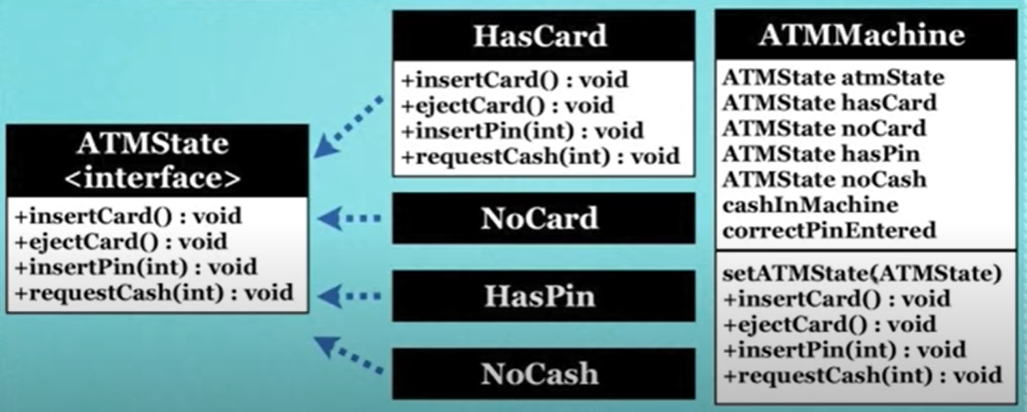 ATMState
<interface>
+insertCard() : void
+ejectCard() : void
+insertPin(int) : void
+requestCash(int) : void
HasCard
+insertCard() : void
+ejectCard() : void
+insertPin(int) : void
+requestCash(int) : void
NoCard
HasPin
NoCash
ATMMachine
ATMState atmState
ATMState hasCard
ATMState noCard
ATMState hasPin
ATMState noCash
cashInMachine
correctPinEntered
setATMState(ATMState)
+insertCard() : void
+ejectCard() : void
+insertPin(int) : void
+requestCash(int) : void